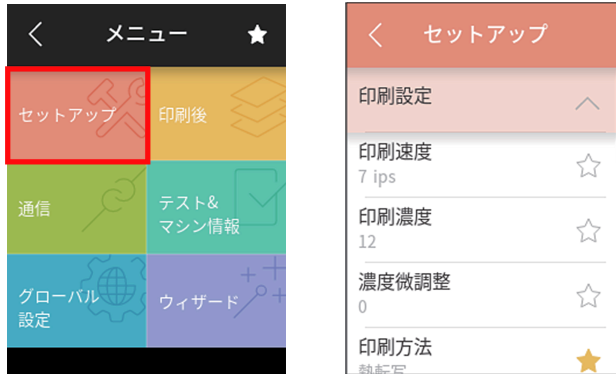 メニュー
セットアップ
印刷後
通信
テスト&
マシン情報
グローバル
設定
ウィザード
セットアップ
印刷設定
印刷速度
7 ips
印刷濃度
12
濃度微調整
0
印刷方法
熱転写